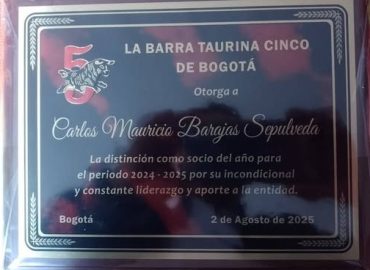 5
LA BARRA TAURINA CINCO
DE BOGOTÁ
Otorga a
Carlos Mauricio Barajas Sepulveda
La distinción como socio del año para
el periodo 2024 - 2025 por su incondicional
y constante liderazgo y aporte a la entidad.
Bogotá 2 de Agosto de 2025